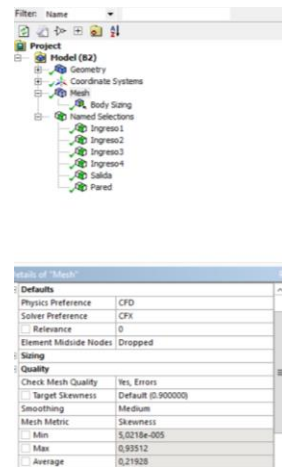 Filter: Name
Project
Model (B2)
Geometry
Coordinate Systems
Mesh
Body Sizing
Named Selections
Ingreso1
Ingreso2
Ingreso3
Ingreso4
Salida
Pared
etails of "Mesh"
Defaults
Physics Preference CFD
Solver Preference CFX
Relevance 0
Element Midside Nodes Dropped
Sizing
Quality
Check Mesh Quality Yes, Errors
Target Skewness Default (0.900000)
Smoothing Medium
Mesh Metric Skewness
Min 5,0218e-005
Max 0,93512
Average 0,21928